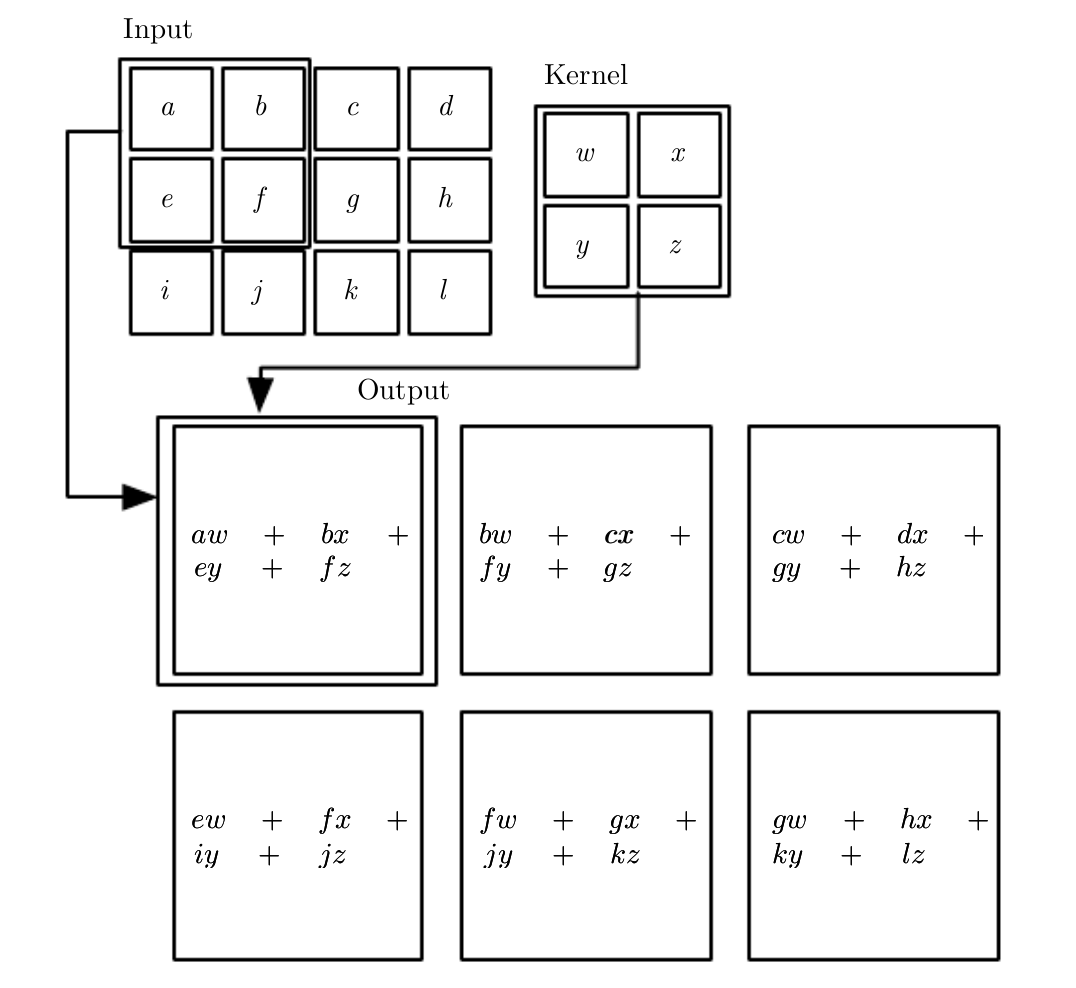 Input
Kernel
a b c d
w x
e f g h
y z
i j k l
Output
aw + bx +
ey + fz
bw + cx +
fy + gz
cw + dx +
gy + hz
ew + fx +
iy + jz
fw + gx +
jy + kz
gw + hx +
ky + lz